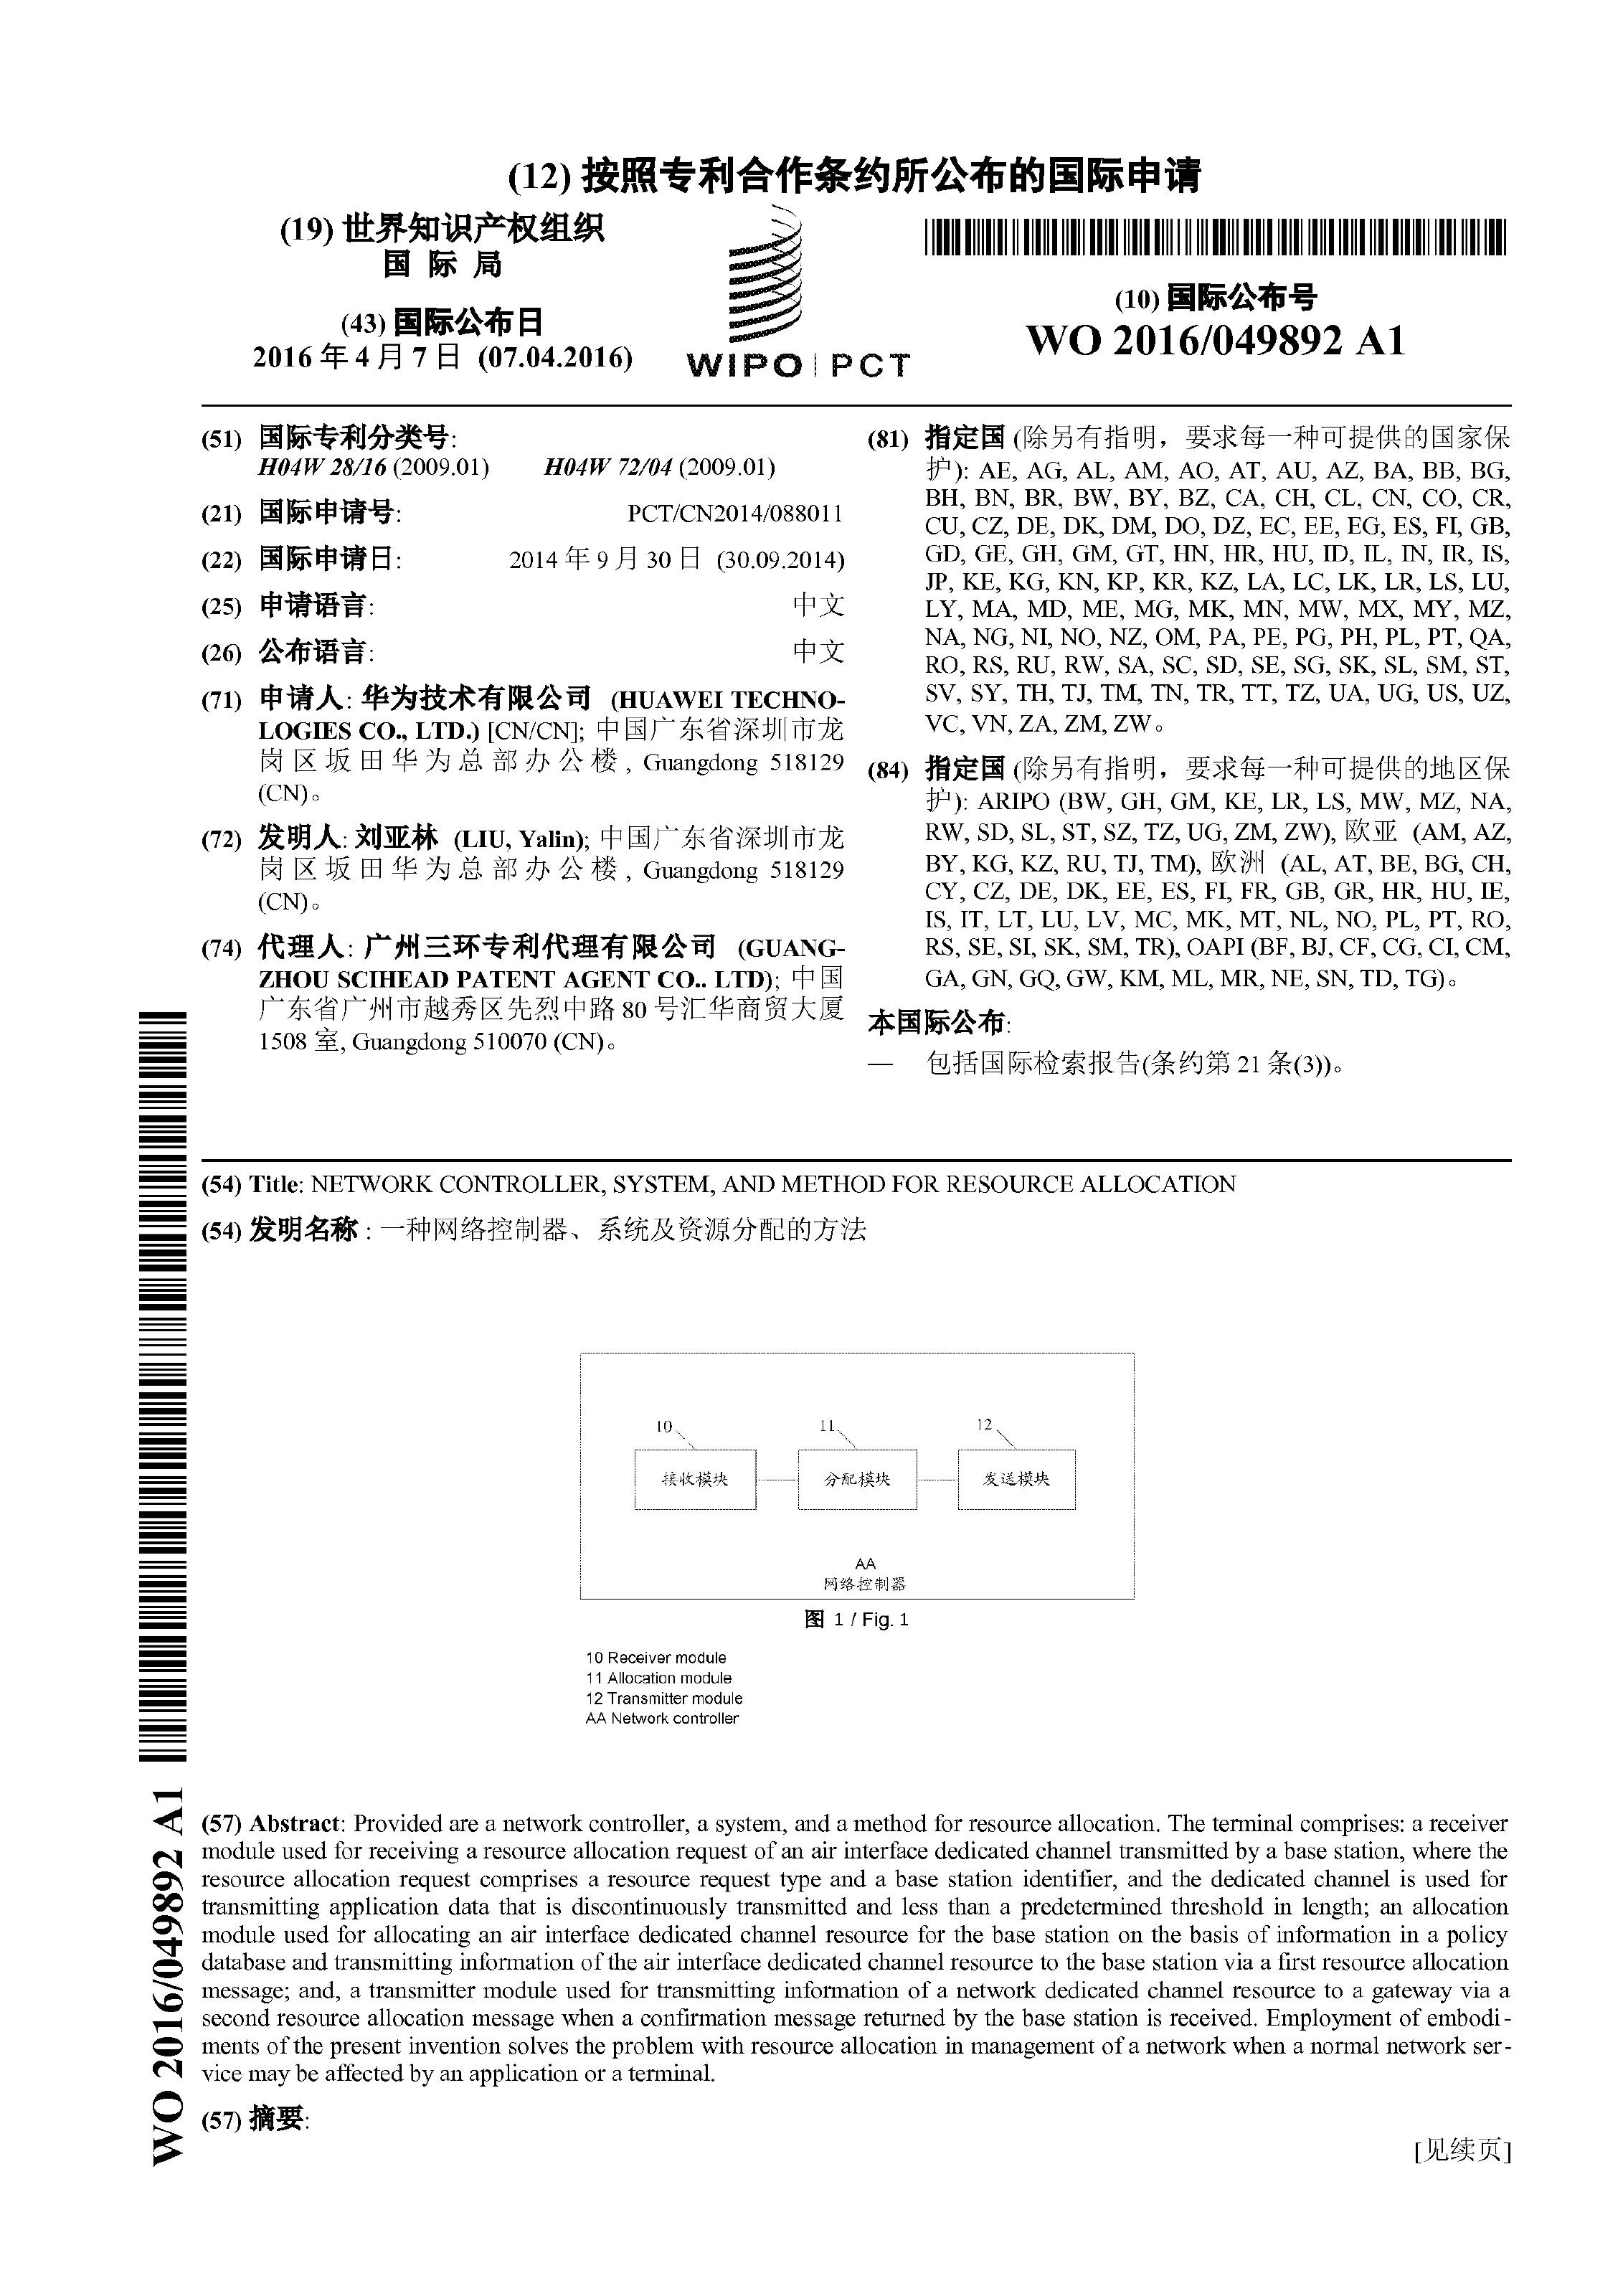 (12) 按照专利合作条约所公布的国际申请
(19) 世界知识产权组织
国 际 局
(43) 国际公布日
2016 年 4 月 7 日 (07.04.2016)
WIPO | PCT
(10) 国际公布号
WO 2016/049892 A1
(51) 国际专利分类号:
H04W 28/16 (2009.01) H04W 72/04 (2009.01)
(21) 国际申请号: PCT/CN2014/088011
(22) 国际申请日: 2014 年 9 月 30 日 (30.09.2014)
(25) 申请语言: 中文
(26) 公布语言: 中文
(71) 申请人: 华为技术有限公司 (HUAWEI TECHNO-
LOGIES CO., LTD.) [CN/CN]; 中国广东省深圳市龙
岗区坂田华为总部办公楼, Guangdong 518129
(CN)。
(72) 发明人: 刘亚林 (LIU, Yalin); 中国广东省深圳市龙
岗区坂田华为总部办公楼, Guangdong 518129
(CN)。
(74) 代理人: 广州三环专利代理有限公司 (GUANG-
ZHOU SCIHEAD PATENT AGENT CO.. LTD); 中国
广东省广州市越秀区先烈中路 80 号汇华商贸大厦
1508 室, Guangdong 510070 (CN)。
(81) 指定国 (除另有指明，要求每一种可提供的国家保
护): AE, AG, AL, AM, AO, AT, AU, AZ, BA, BB, BG,
BH, BN, BR, BW, BY, BZ, CA, CH, CL, CN, CO, CR,
CU, CZ, DE, DK, DM, DO, DZ, EC, EE, EG, ES, FI, GB,
GD, GE, GH, GM, GT, HN, HR, HU, ID, IL, IN, IR, IS,
JP, KE, KG, KN, KP, KR, KZ, LA, LC, LK, LR, LS, LU,
LY, MA, MD, ME, MG, MK, MN, MW, MX, MY, MZ,
NA, NG, NI, NO, NZ, OM, PA, PE, PG, PH, PL, PT, QA,
RO, RS, RU, RW, SA, SC, SD, SE, SG, SK, SL, SM, ST,
SV, SY, TH, TJ, TM, TN, TR, TT, TZ, UA, UG, US, UZ,
VC, VN, ZA, ZM, ZW。
(84) 指定国 (除另有指明，要求每一种可提供的地区保
护): ARIPO (BW, GH, GM, KE, LR, LS, MW, MZ, NA,
RW, SD, SL, ST, SZ, TZ, UG, ZM, ZW), 欧亚 (AM, AZ,
BY, KG, KZ, RU, TJ, TM), 欧洲 (AL, AT, BE, BG, CH,
CY, CZ, DE, DK, EE, ES, FI, FR, GB, GR, HR, HU, IE,
IS, IT, LT, LU, LV, MC, MK, MT, NL, NO, PL, PT, RO,
RS, SE, SI, SK, SM, TR), OAPI (BF, BJ, CF, CG, CI, CM,
GA, GN, GQ, GW, KM, ML, MR, NE, SN, TD, TG)。
本国际公布:
— 包括国际检索报告(条约第 21 条(3))。
(54) Title: NETWORK CONTROLLER, SYSTEM, AND METHOD FOR RESOURCE ALLOCATION
(54) 发明名称 : 一种网络控制器、系统及资源分配的方法
10 11 12
接收模块 分配模块 发送模块
AA
网络控制器
图 1 / Fig. 1
10 Receiver module
11 Allocation module
12 Transmitter module
AA Network controller
(57) Abstract: Provided are a network controller, a system, and a method for resource allocation. The terminal comprises: a receiver
module used for receiving a resource allocation request of an air interface dedicated channel transmitted by a base station, where the
resource allocation request comprises a resource request type and a base station identifier, and the dedicated channel is used for
transmitting application data that is discontinuously transmitted and less than a predetermined threshold in length; an allocation
module used for allocating an air interface dedicated channel resource for the base station on the basis of information in a policy
database and transmitting information of the air interface dedicated channel resource to the base station via a first resource allocation
message; and, a transmitter module used for transmitting information of a network dedicated channel resource to a gateway via a
second resource allocation message when a confirmation message returned by the base station is received. Employment of embodi-
ments of the present invention solves the problem with resource allocation in management of a network when a normal network ser-
vice may be affected by an application or a terminal.
(57) 摘要:
[见续页]
WO 2016/049892 A1